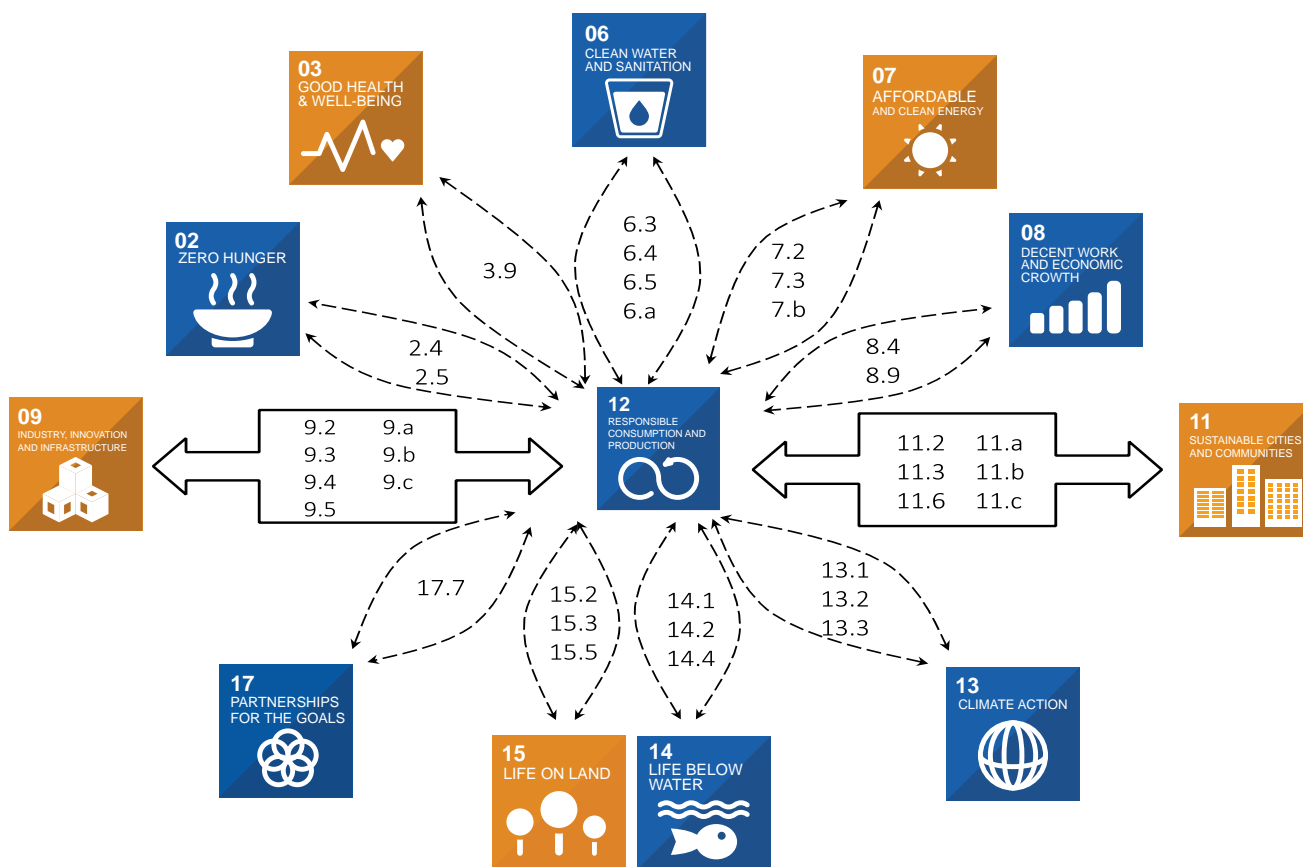 06
CLEAN WATER
AND SANITATION
03
GOOD HEALTH
& WELL-BEING
07
AFFORDABLE
AND CLEAN ENERGY
02
ZERO HUNGER
08
DECENT WORK
AND ECONOMIC
GROWTH
3.9
6.3
6.4
6.5
6.a
7.2
7.3
7.b
2.4
2.5
8.4
8.9
09
INDUSTRY, INNOVATION
AND INFRASTRUCTURE
9.2 9.a
9.3 9.b
9.4 9.c
9.5
12
RESPONSIBLE
CONSUMPTION AND
PRODUCTION
11.2 11.a
11.3 11.b
11.6 11.c
11
SUSTAINABLE CITIES
AND COMMUNITIES
17.7
15.2
15.3
15.5
14.1
14.2
14.4
13.1
13.2
13.3
17
PARTNERSHIPS
FOR THE GOALS
15
LIFE ON LAND
14
LIFE BELOW
WATER
13
CLIMATE ACTION